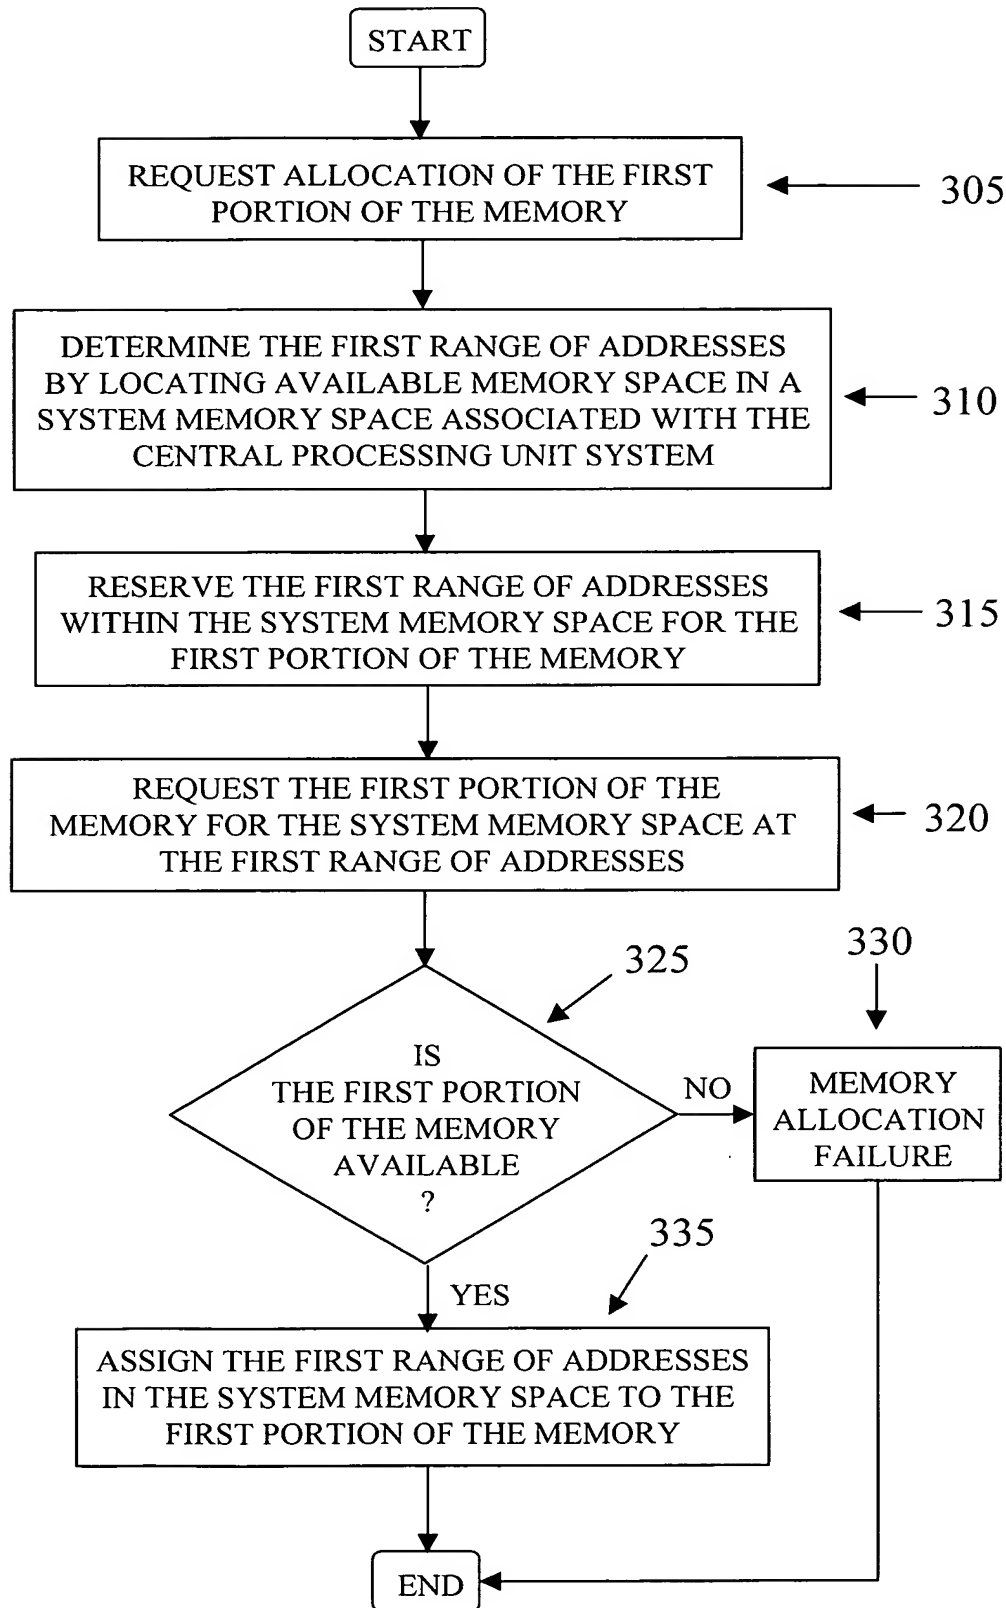 START
REQUEST ALLOCATION OF THE FIRST
PORTION OF THE MEMORY
305
DETERMINE THE FIRST RANGE OF ADDRESSES
BY LOCATING AVAILABLE MEMORY SPACE IN A
SYSTEM MEMORY SPACE ASSOCIATED WITH THE
CENTRAL PROCESSING UNIT SYSTEM
310
RESERVE THE FIRST RANGE OF ADDRESSES
WITHIN THE SYSTEM MEMORY SPACE FOR THE
FIRST PORTION OF THE MEMORY
315
REQUEST THE FIRST PORTION OF THE
MEMORY FOR THE SYSTEM MEMORY SPACE AT
THE FIRST RANGE OF ADDRESSES
320
325
IS
THE FIRST PORTION
OF THE MEMORY
AVAILABLE
?
NO
330
MEMORY
ALLOCATION
FAILURE
YES
335
ASSIGN THE FIRST RANGE OF ADDRESSES
IN THE SYSTEM MEMORY SPACE TO THE
FIRST PORTION OF THE MEMORY
END